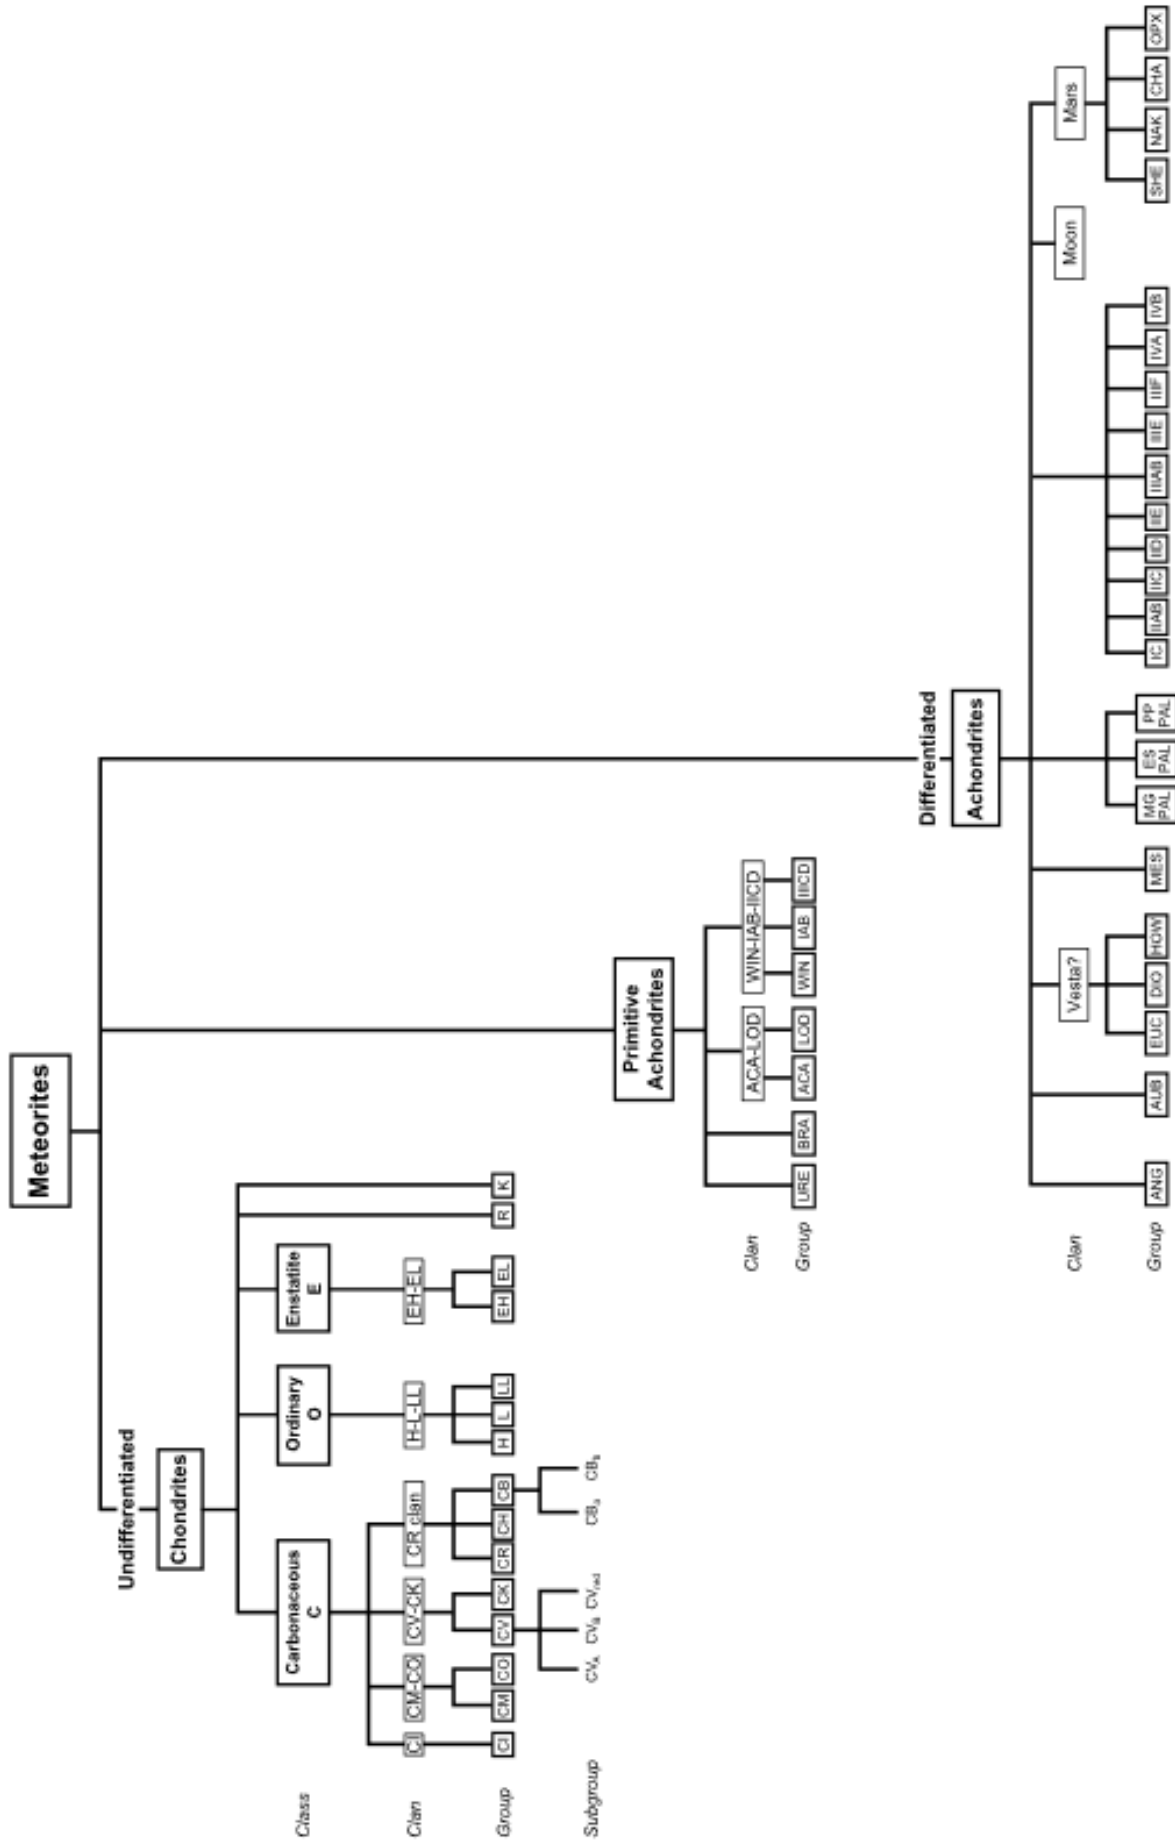 Meteorites
Undifferentiated
Chondrites
Class
Carbonaceous
C
Ordinary
O
Enstatite
E
Clan
CI
CM-CO
CV-CK
CR clan
H-L-LL
EH-EL
Group
CI
CM
CO
CV
CK
CR
CH
CB
H
L
LL
EH
EL
R
K
Subgroup
CVA
CVB
CVred
CBa
CBb
Primitive
Achondrites
Clan
ACA-LOD
WIN-IAB-IICD
Group
URE
BRA
ACA
LOD
WIN
IAB
IIICD
Differentiated
Achondrites
Clan
Vesta?
Moon
Mars
Group
ANG
AUB
EUC
DIO
HOW
MES
MG
PAL
ES
PAL
PP
PAL
IC
IIAB
IIC
IID
IIE
IIIAB
IIIE
IIIF
IVA
IVB
SHE
NAK
CHA
OPX